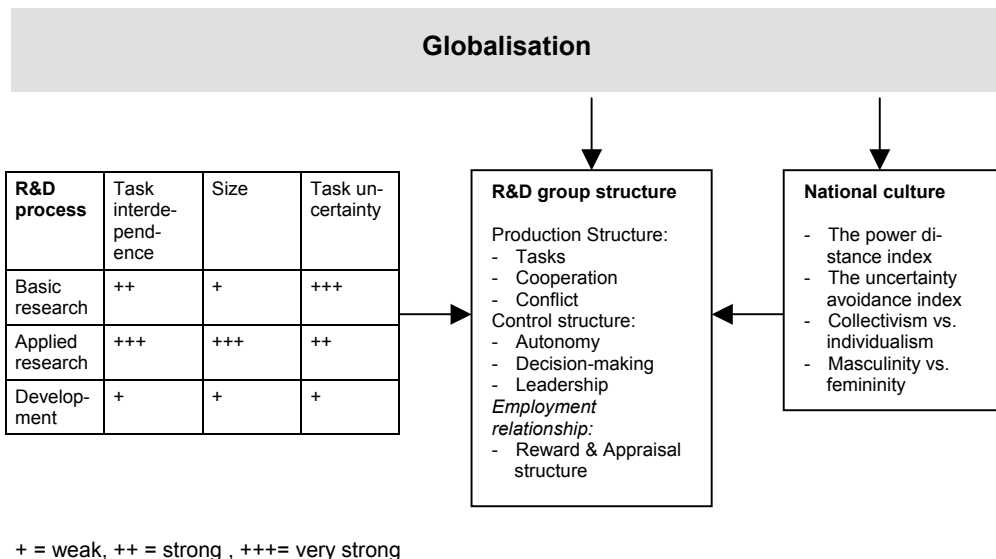 Globalisation
R&D process | Task interde-pend-ence | Size | Task un-certainty
Basic research | ++ | + | +++
Applied research | +++ | +++ | ++
Develop-ment | + | + | +
R&D group structure
Production Structure:
- Tasks
- Cooperation
- Conflict
Control structure:
- Autonomy
- Decision-making
- Leadership
Employment
relationship:
- Reward & Appraisal
structure
National culture
- The power di-
stance index
- The uncertainty
avoidance index
- Collectivism vs.
individualism
- Masculinity vs.
femininity
+ = weak, ++ = strong , +++= very strong